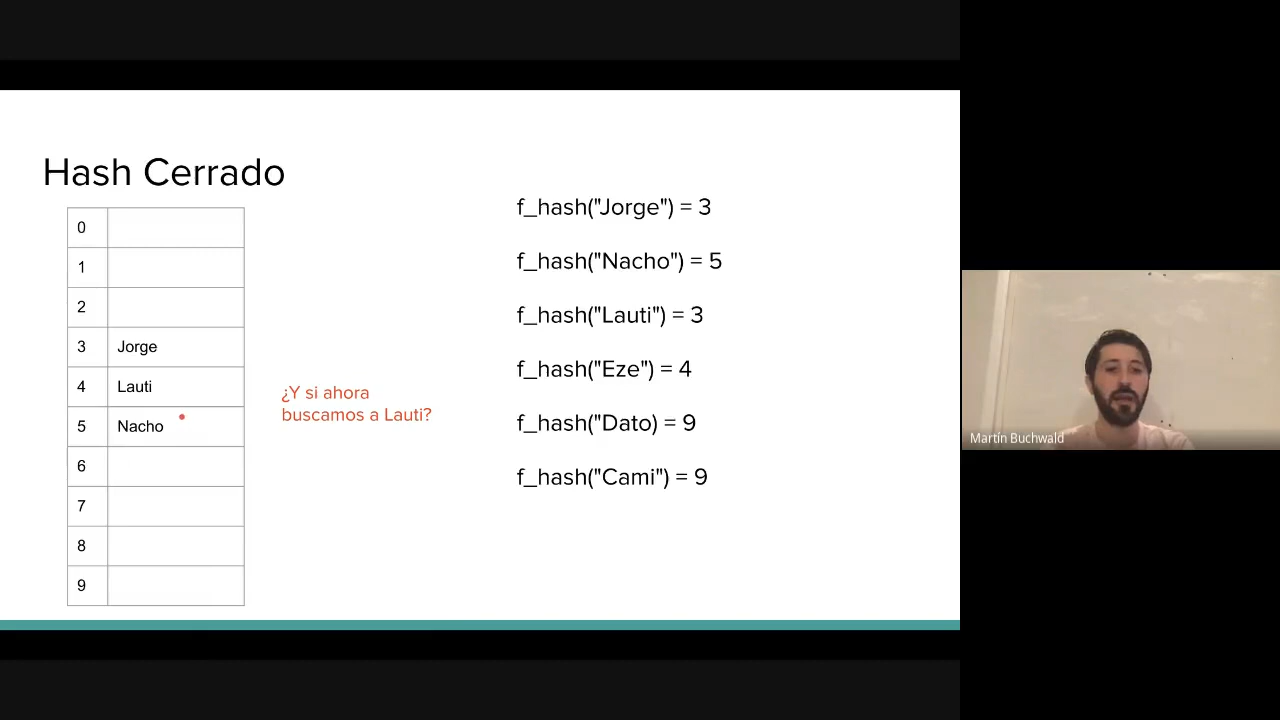 Hash Cerrado
0
1
2
3 Jorge
4 Lauti
5 Nacho
6
7
8
9
¿Y si ahora
buscamos a Lauti?
f_hash("Jorge") = 3
f_hash("Nacho") = 5
f_hash("Lauti") = 3
f_hash("Eze") = 4
f_hash("Dato) = 9
f_hash("Cami") = 9
Martín Buchwald